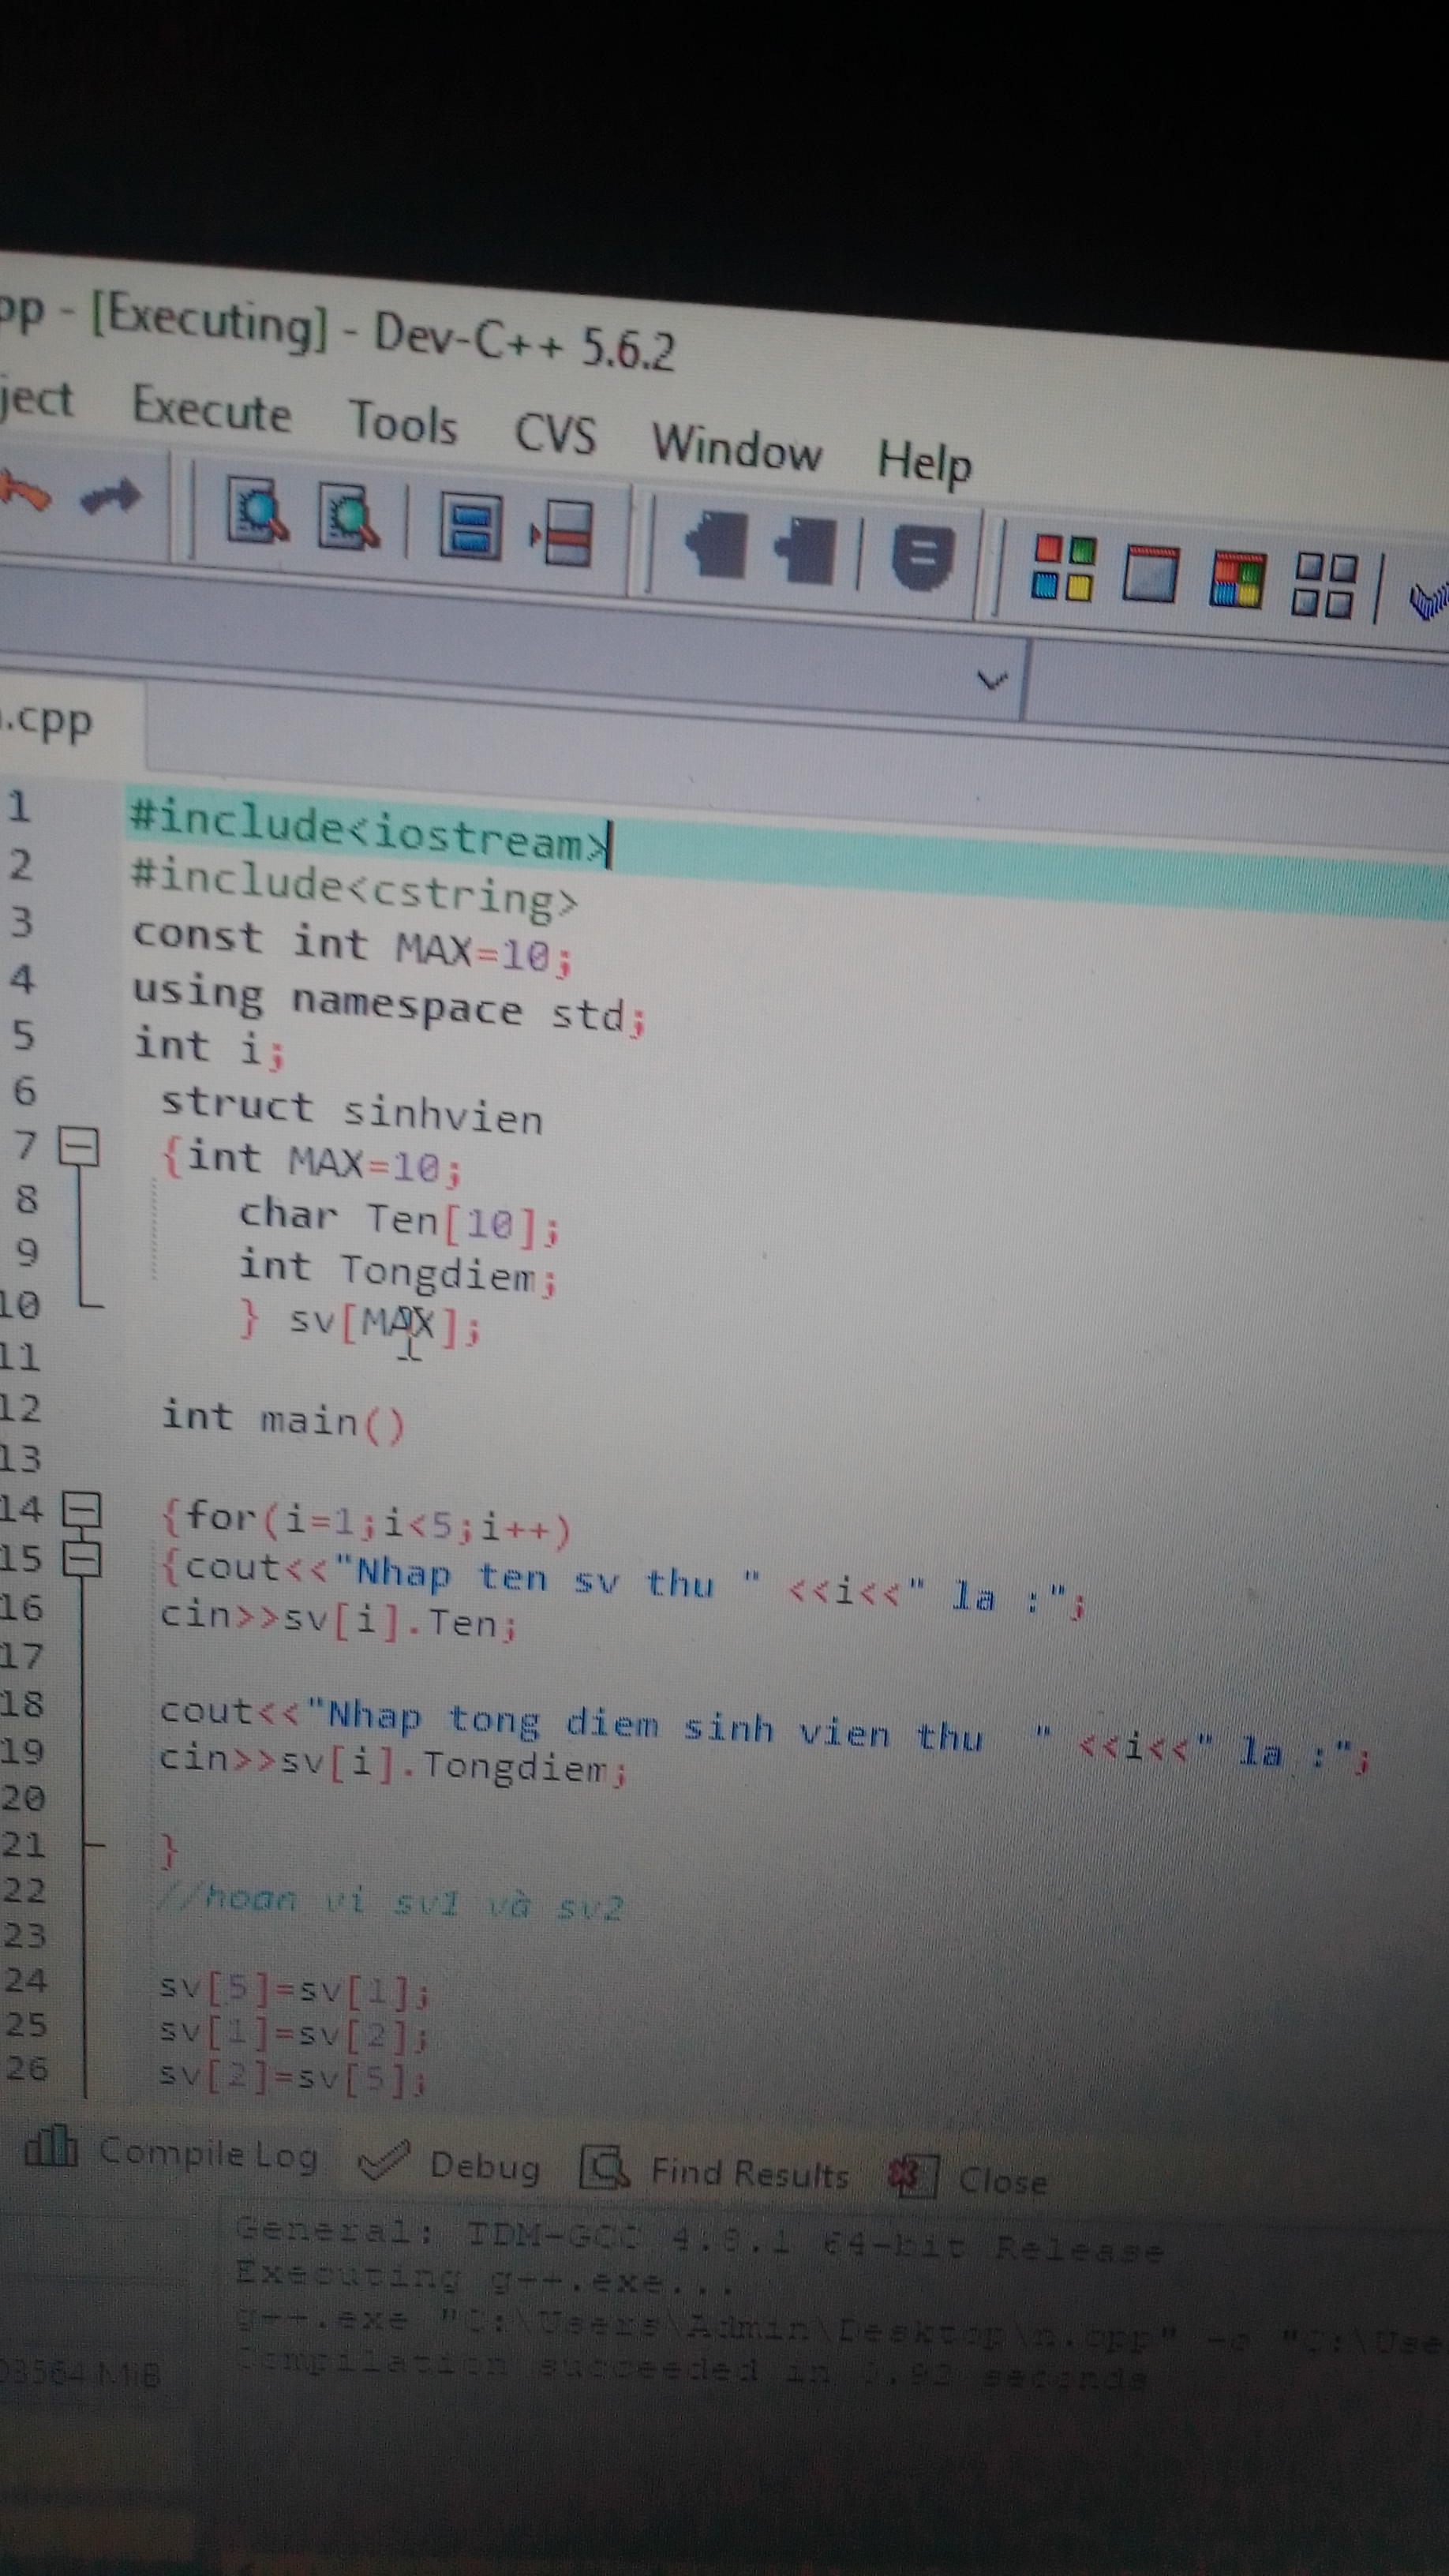 pp - [Executing] - Dev-C++ 5.6.2
ject Execute Tools CVS Window Help
.cpp
1 #include<iostream>
2 #include<cstring>
3 const int MAX=10;
4 using namespace std;
5 int i;
6 struct sinhvien
7 {int MAX=10;
8 char Ten[10];
9 int Tongdiem;
10 } sv[MAX];
11
12 int main()
13
14 {for(i=1;i<5;i++)
15 {cout<<"Nhap ten sv thu " <<i<<" la :";
16 cin>>sv[i].Ten;
17
18 cout<<"Nhap tong diem sinh vien thu  " <<i<<" la :";
19 cin>>sv[i].Tongdiem;
20
21 }
22 //hoan vi sv1 và sv2
23
24 sv[5]=sv[1];
25 sv[1]=sv[2];
26 sv[2]=sv[5];
Compile Log Debug Find Results Close
General: TDM-GCC 4.8.1 64-bit Release
Executing g++.exe...
g++.exe "C:\Users\Admin\Desktop\n.cpp" -o "C:\Use
Compilation succeeded in seconds
03564 MiB